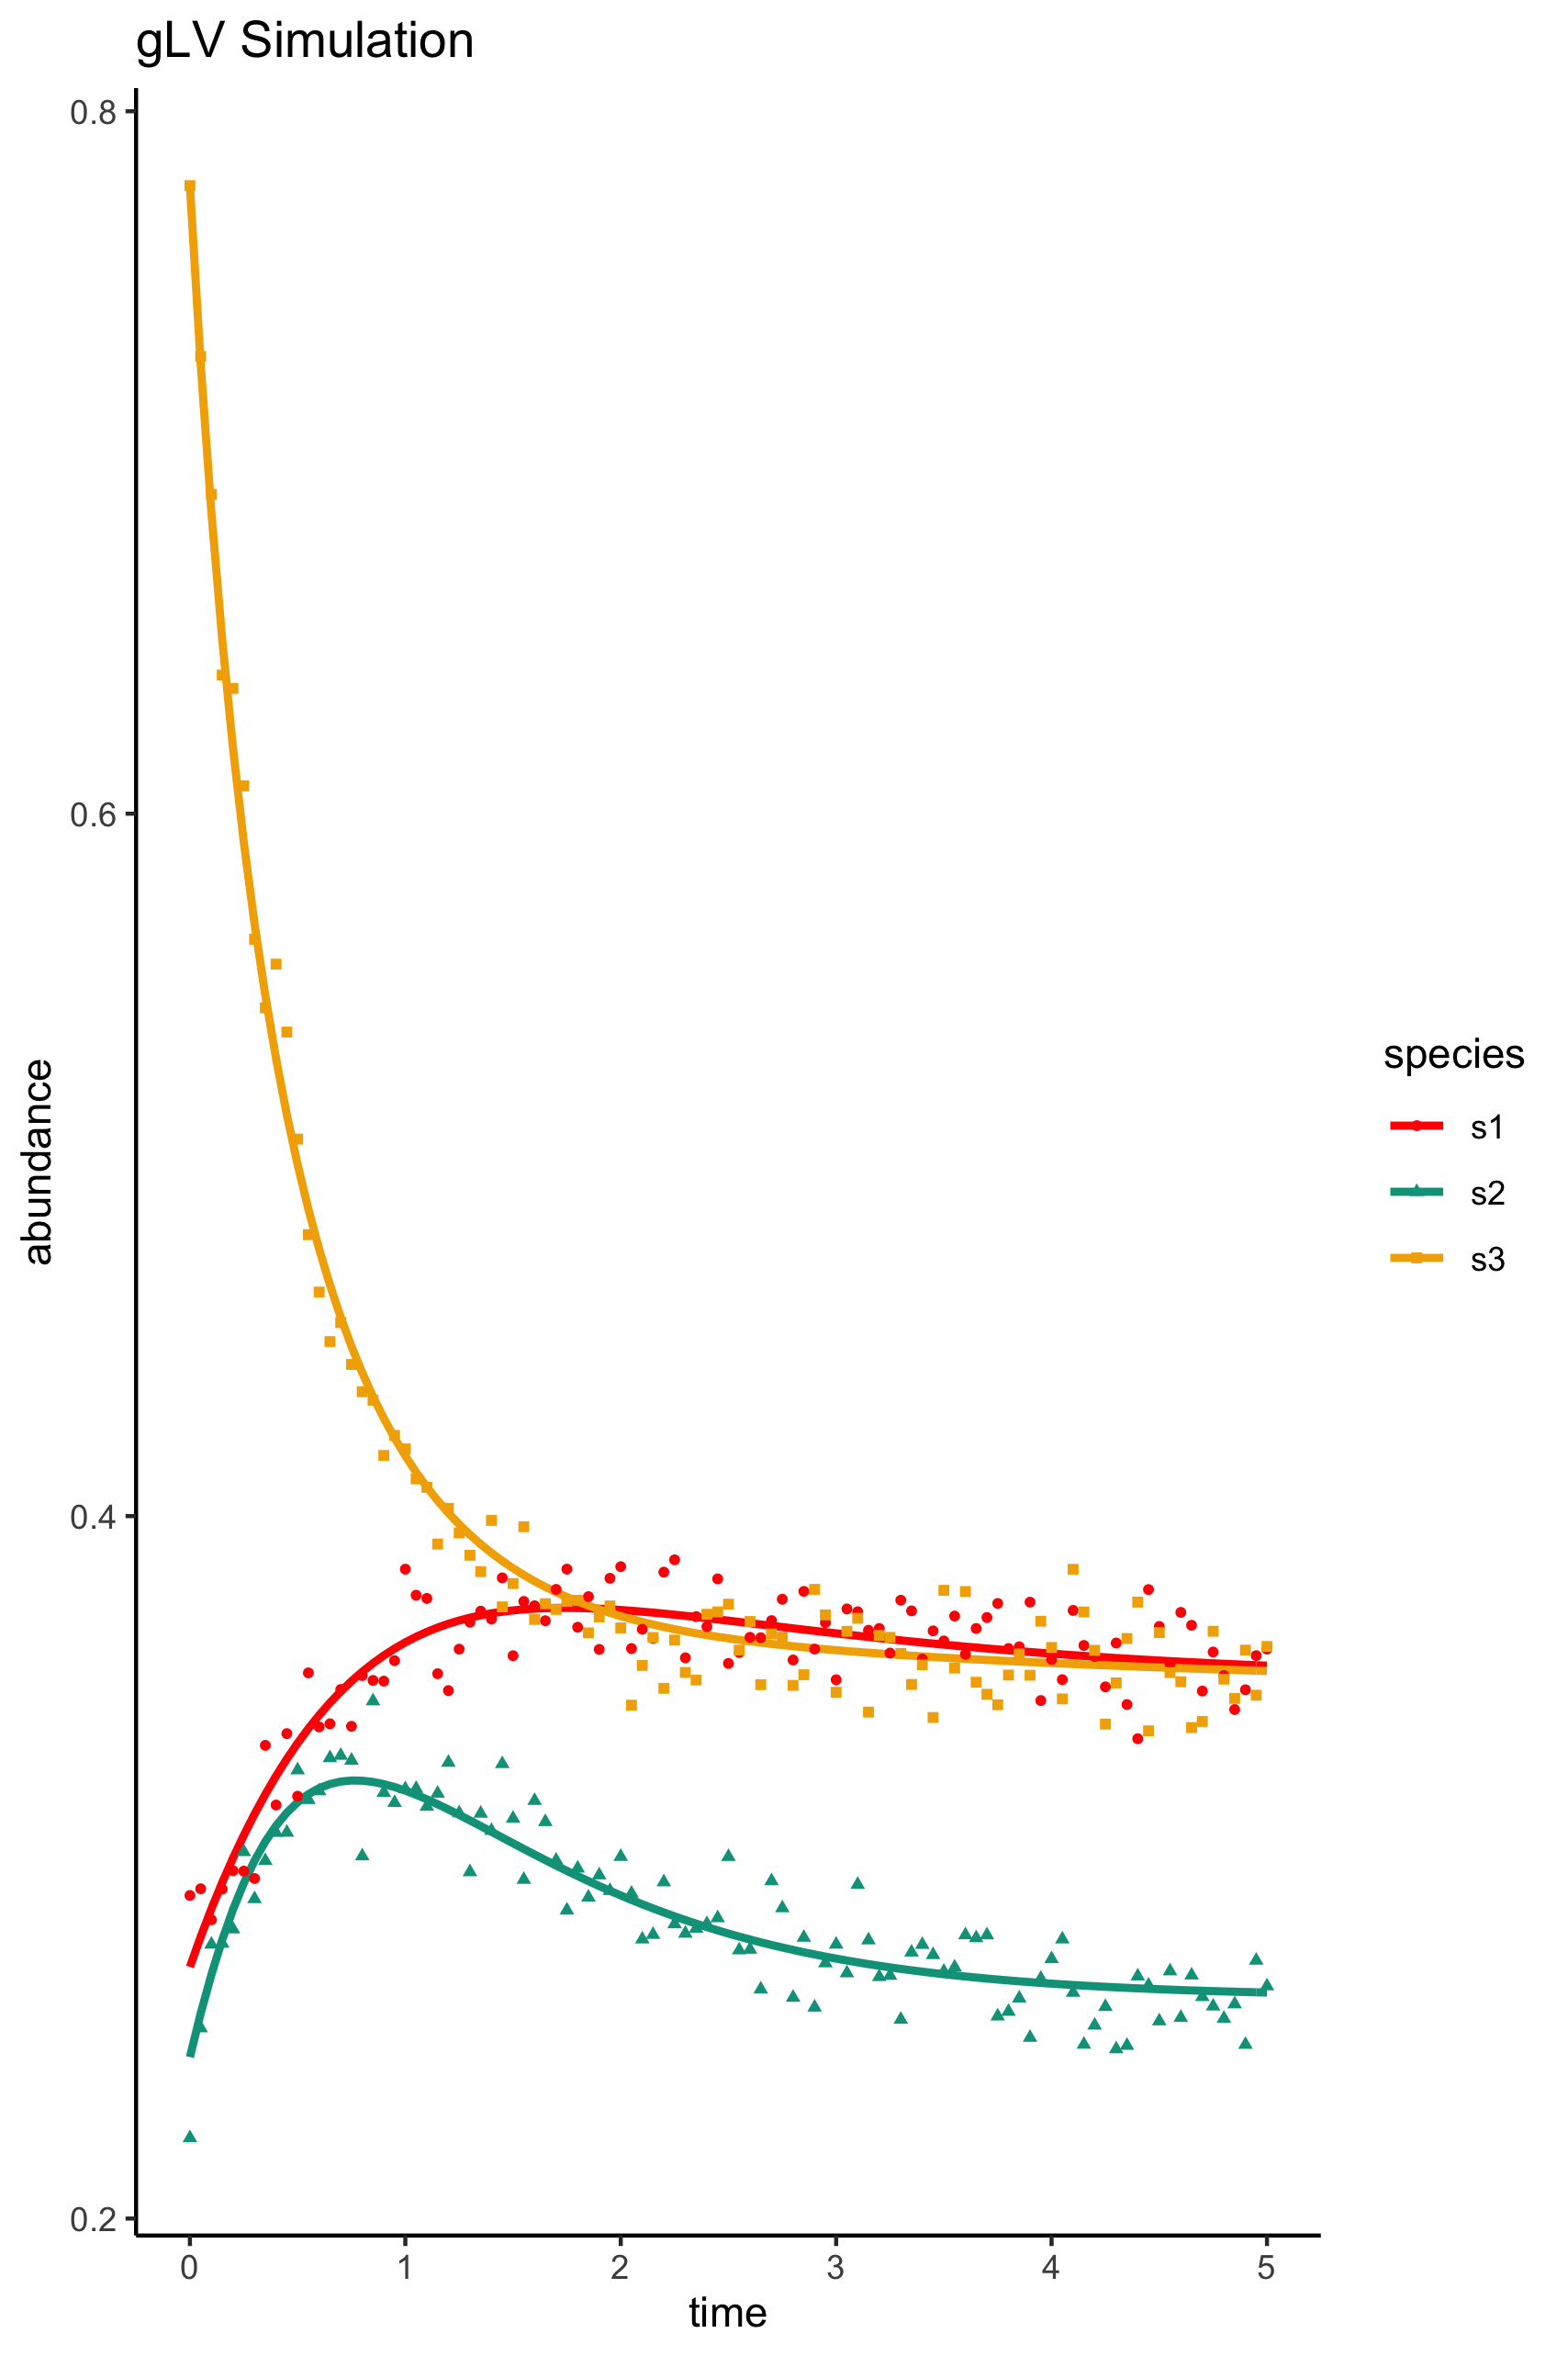 gLV Simulation
0.8
0.6
0.4
0.2
abundance
0 1 2 3 4 5
time
species
s1
s2
s3